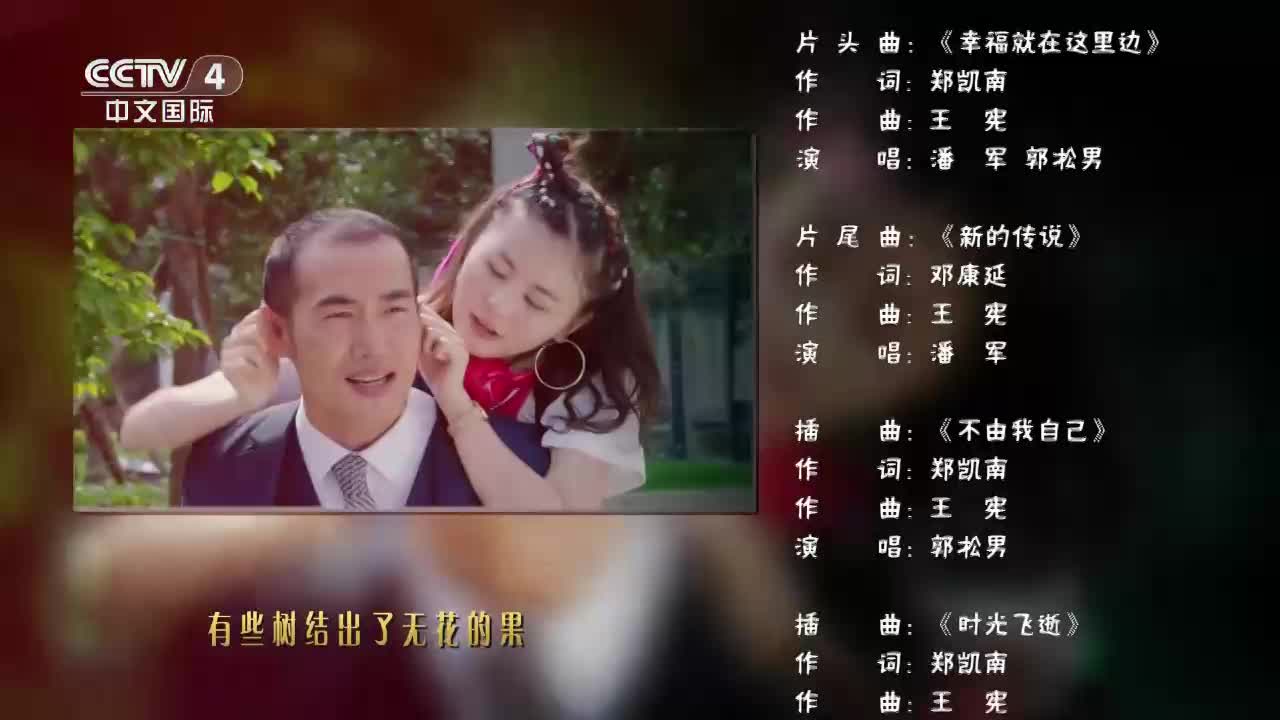 CCTV 4
中文国际
片头曲：《幸福就在这里边》
作词：郑凯南
作曲：王宪
演唱：潘军 郭松男
片尾曲：《新的传说》
作词：邓康延
作曲：王宪
演唱：潘军
插曲：《不由我自己》
作词：郑凯南
作曲：王宪
演唱：郭松男
插曲：《时光飞逝》
作词：郑凯南
作曲：王宪
有些树结出了无花的果